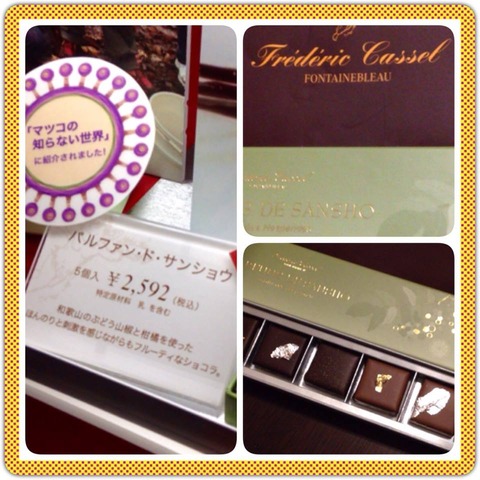 「マツコの
知らない世界」
に紹介されました!
パルファン・ド・サンショウ
5個入 ¥2,592(税込)
特定原材料 乳を含む
和歌山のぶどう山椒と柑橘を使った
ほんのりと刺激を感じながらもフルーティなショコラ。
Frédéric Cassel
FONTAINEBLEAU
DE SANSHO